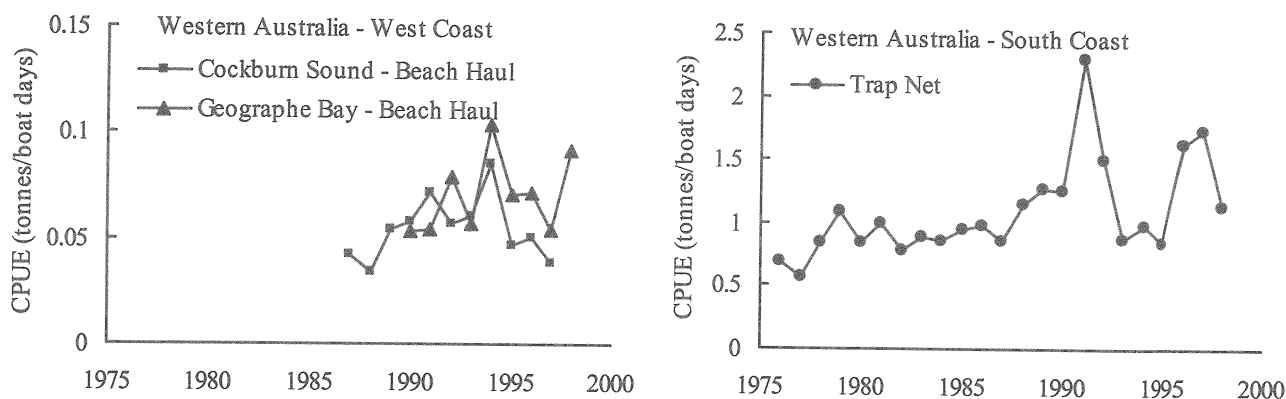 Western Australia - West Coast
Cockburn Sound - Beach Haul
Geographe Bay - Beach Haul
CPUE (tonnes/boat days)
0.15
0.1
0.05
0
1975 1980 1985 1990 1995 2000
Western Australia - South Coast
Trap Net
CPUE (tonnes/boat days)
2.5
2
1.5
1
0.5
0
1975 1980 1985 1990 1995 2000